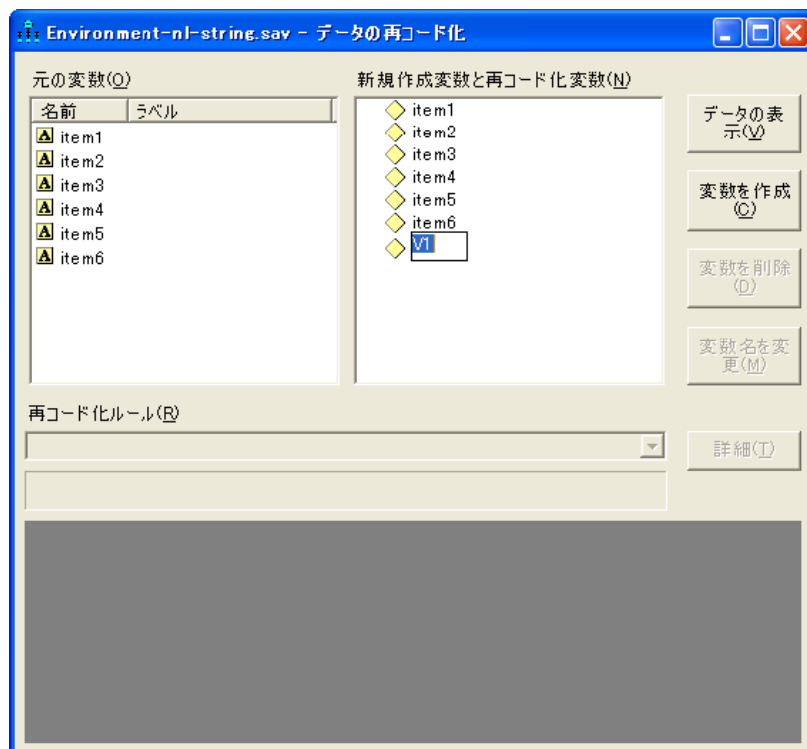 Environment-nl-string.sav - データの再コード化
元の変数(O)
名前 ラベル
item1
item2
item3
item4
item5
item6
新規作成変数と再コード化変数(N)
item1
item2
item3
item4
item5
item6
V1
データの表
示(V)
変数を作成
(C)
変数を削除
(D)
変数名を変
更(M)
再コード化ルール(R)
詳細(T)